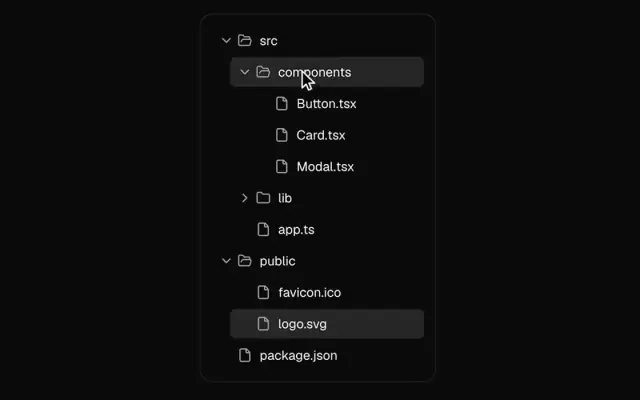 src
components
Button.tsx
Card.tsx
Modal.tsx
lib
app.ts
public
favicon.ico
logo.svg
package.json